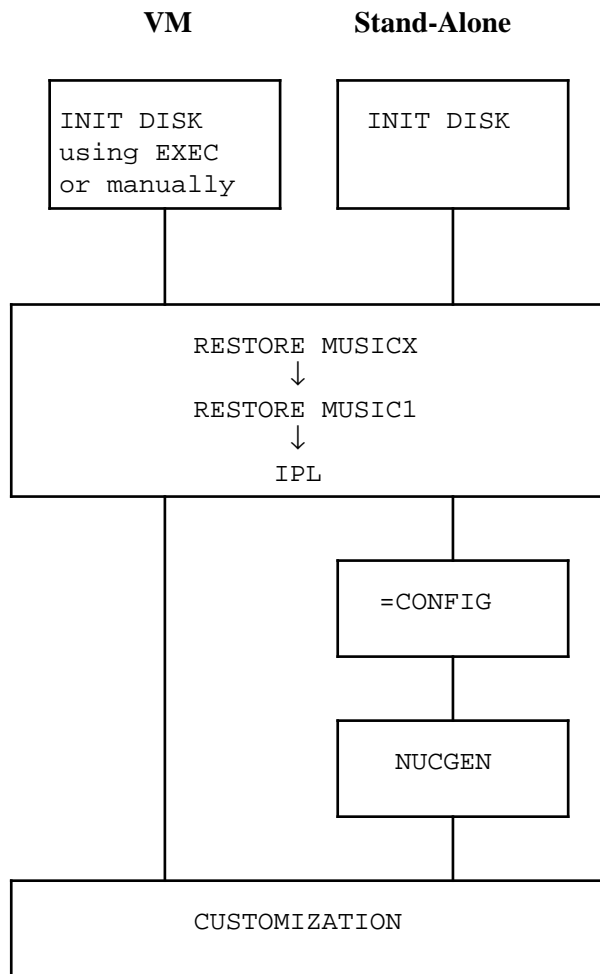 VM Stand-Alone
INIT DISK
using EXEC
or manually
INIT DISK
RESTORE MUSICX
↓
RESTORE MUSIC1
↓
IPL
=CONFIG
NUCGEN
CUSTOMIZATION